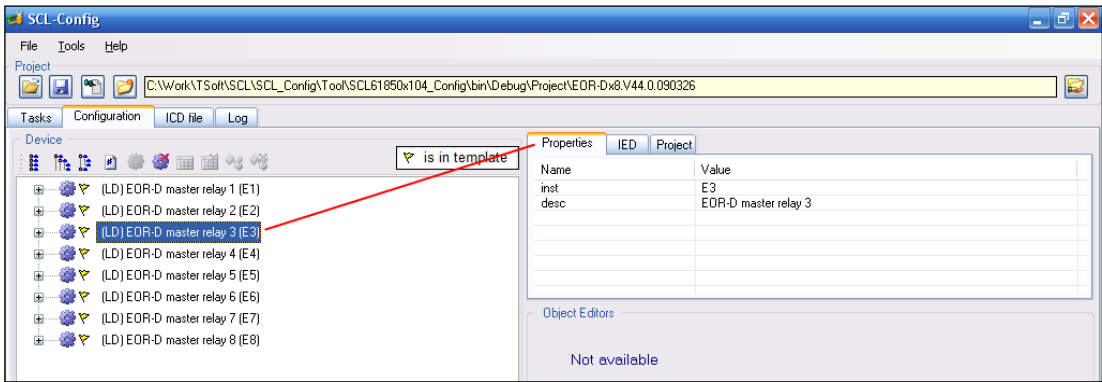 SCL-Config
File Tools Help
Project
C:\Work\TSoft\SCL\SCL_Config\Tool\SCL61850x104_Config\bin\Debug\Project\EOR-Dx8.V44.0.090326
Tasks Configuration ICD file Log
Device
is in template
(LD) EOR-D master relay 1 (E1)
(LD) EOR-D master relay 2 (E2)
(LD) EOR-D master relay 3 (E3)
(LD) EOR-D master relay 4 (E4)
(LD) EOR-D master relay 5 (E5)
(LD) EOR-D master relay 6 (E6)
(LD) EOR-D master relay 7 (E7)
(LD) EOR-D master relay 8 (E8)
Properties IED Project
Name Value
inst E3
desc EOR-D master relay 3
Object Editors
Not available